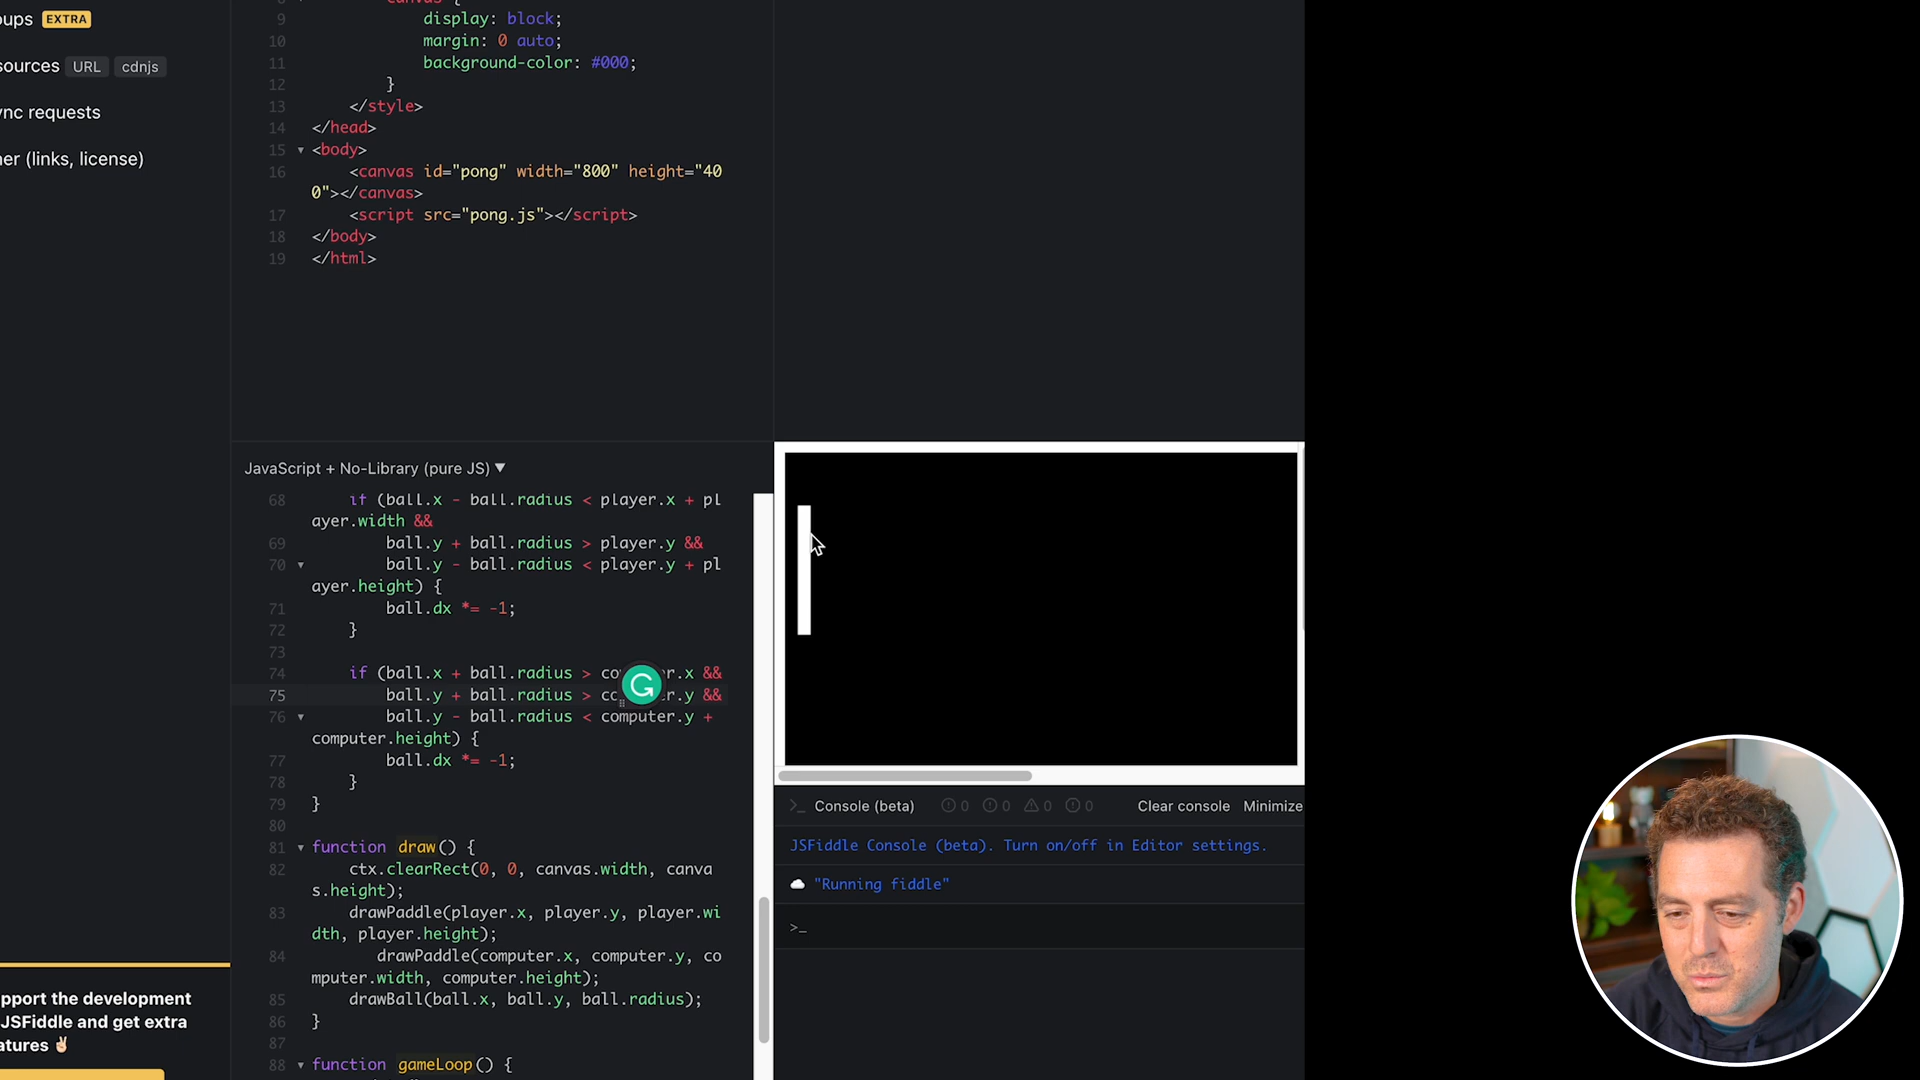 oups EXTRA
sources URL cdnjs
ync requests
her (links, license)
9 display: block;
10 margin: 0 auto;
11 background-color: #000;
12 }
13 </style>
14 </head>
15 <body>
16 <canvas id="pong" width="800" height="40
0"></canvas>
17 <script src="pong.js"></script>
18 </body>
19 </html>
JavaScript + No-Library (pure JS) ▼
68 if (ball.x - ball.radius < player.x + pl
ayer.width &&
69 ball.y + ball.radius > player.y &&
70 ball.y - ball.radius < player.y + pl
ayer.height) {
71 ball.dx *= -1;
72 }
73
74 if (ball.x + ball.radius > co r.x &&
75 ball.y + ball.radius > co er.y &&
76 ball.y - ball.radius < computer.y +
computer.height) {
77 ball.dx *= -1;
78 }
79 }
80
81 function draw() {
82 ctx.clearRect(0, 0, canvas.width, canva
s.height);
83 drawPaddle(player.x, player.y, player.wi
dth, player.height);
84 drawPaddle(computer.x, computer.y, co
mputer.width, computer.height);
85 drawBall(ball.x, ball.y, ball.radius);
86 }
87
88 function gameLoop() {
>_ Console (beta) 0 0 0 0 Clear console Minimize
JSFiddle Console (beta). Turn on/off in Editor settings.
"Running fiddle"
>_
pport the development
JSFiddle and get extra
atures ✌🏻